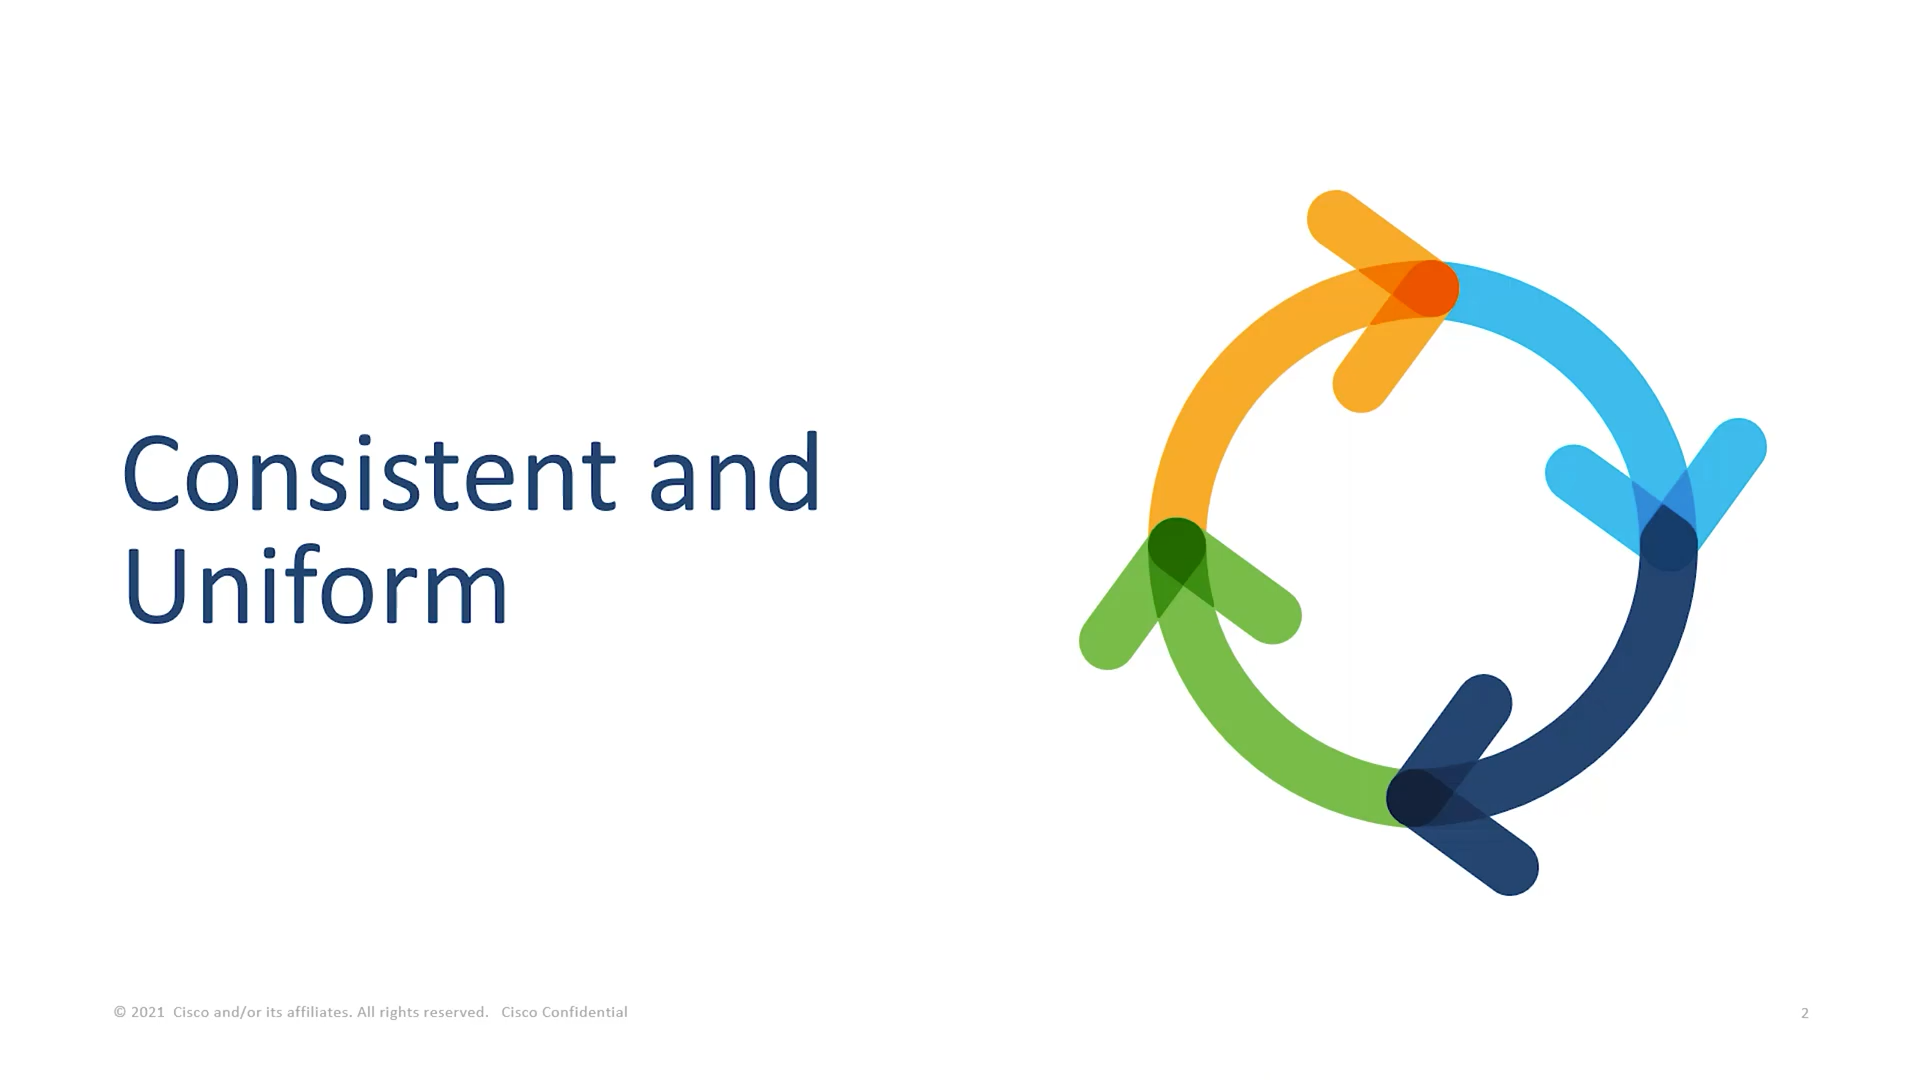 Consistent and
Uniform
© 2021 Cisco and/or its affiliates. All rights reserved. Cisco Confidential
2